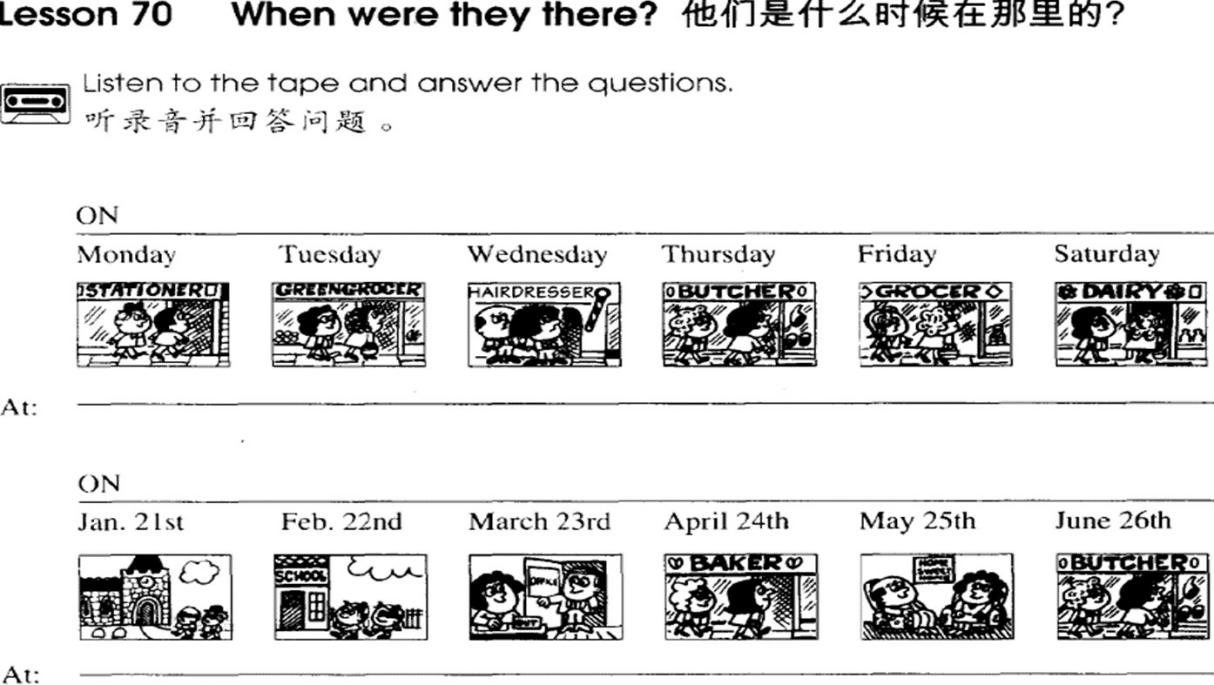 Lesson 70 When were they there? 他们是什么时候在那里的?
Listen to the tape and answer the questions.
听录音并回答问题。
ON
Monday Tuesday Wednesday Thursday Friday Saturday
STATIONER GREENGROCER HAIRDRESSER BUTCHER GROCER DAIRY
At:
ON
Jan. 21st Feb. 22nd March 23rd April 24th May 25th June 26th
SCHOOL OFFICE BAKER HOME SWEET HOME BUTCHER
At: